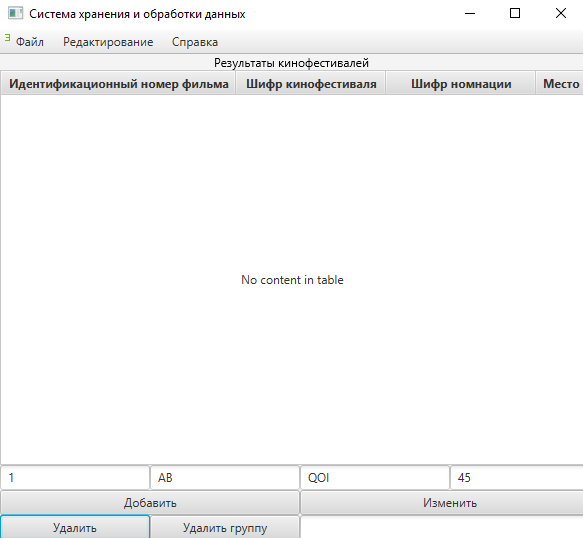 Система хранения и обработки данных
Файл Редактирование Справка
Результаты кинофестивалей
Идентификационный номер фильма Шифр кинофестиваля Шифр номнации Место
No content in table
1 AB QOI 45
Добавить Изменить
Удалить Удалить группу